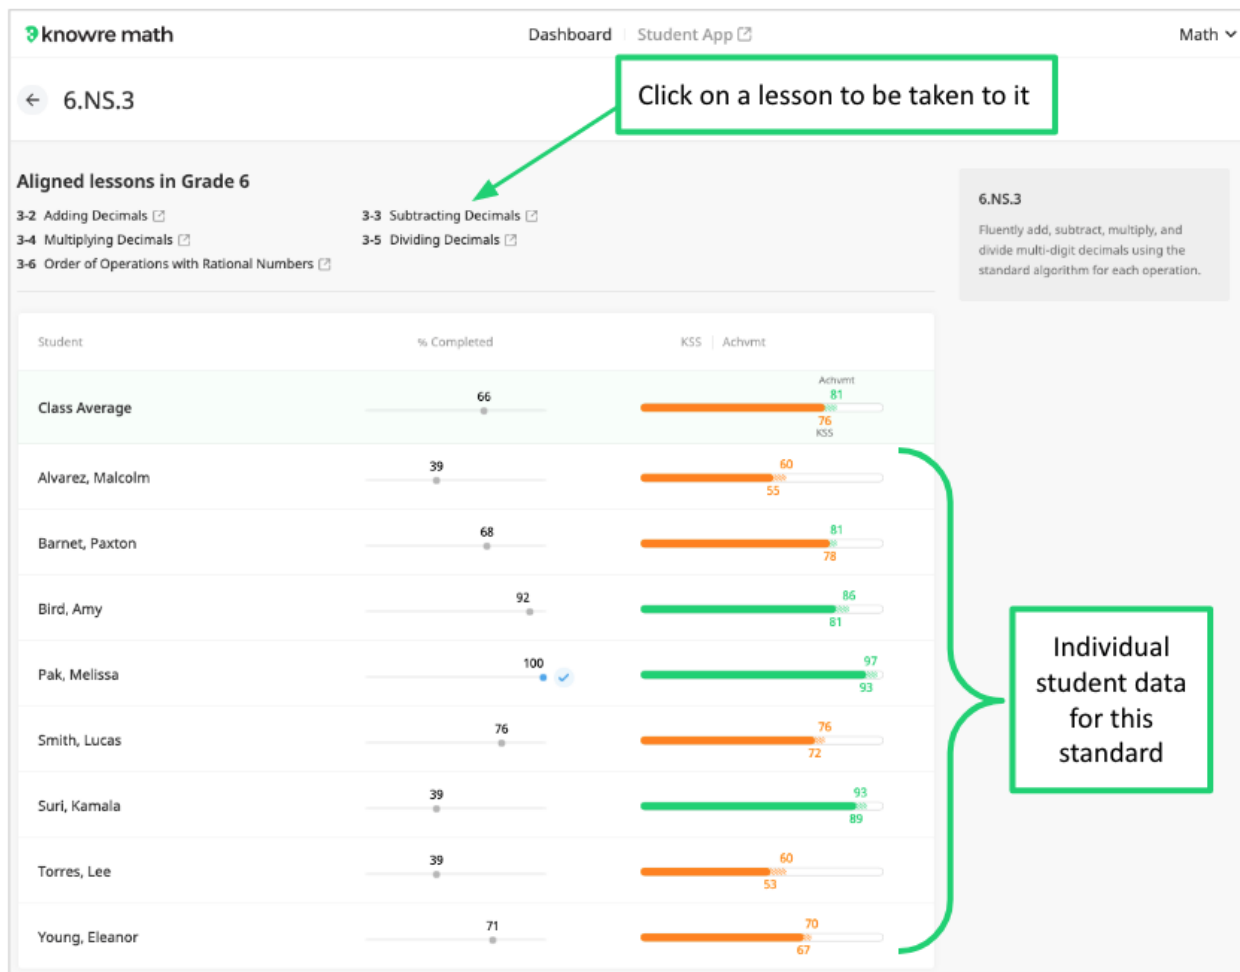 knowre math
Dashboard
Student App
Math
6.NS.3
Click on a lesson to be taken to it
Aligned lessons in Grade 6
3-2 Adding Decimals
3-3 Subtracting Decimals
3-4 Multiplying Decimals
3-5 Dividing Decimals
3-6 Order of Operations with Rational Numbers
6.NS.3
Fluently add, subtract, multiply, and
divide multi-digit decimals using the
standard algorithm for each operation.
Student
% Completed
KSS | Achvmt
Class Average
66
Achvmt
81
76
KSS
Alvarez, Malcolm
39
60
55
Barnet, Paxton
68
81
78
Bird, Amy
92
86
81
Pak, Melissa
100
97
93
Smith, Lucas
76
76
72
Suri, Kamala
39
93
89
Torres, Lee
39
60
53
Young, Eleanor
71
70
67
Individual
student data
for this
standard